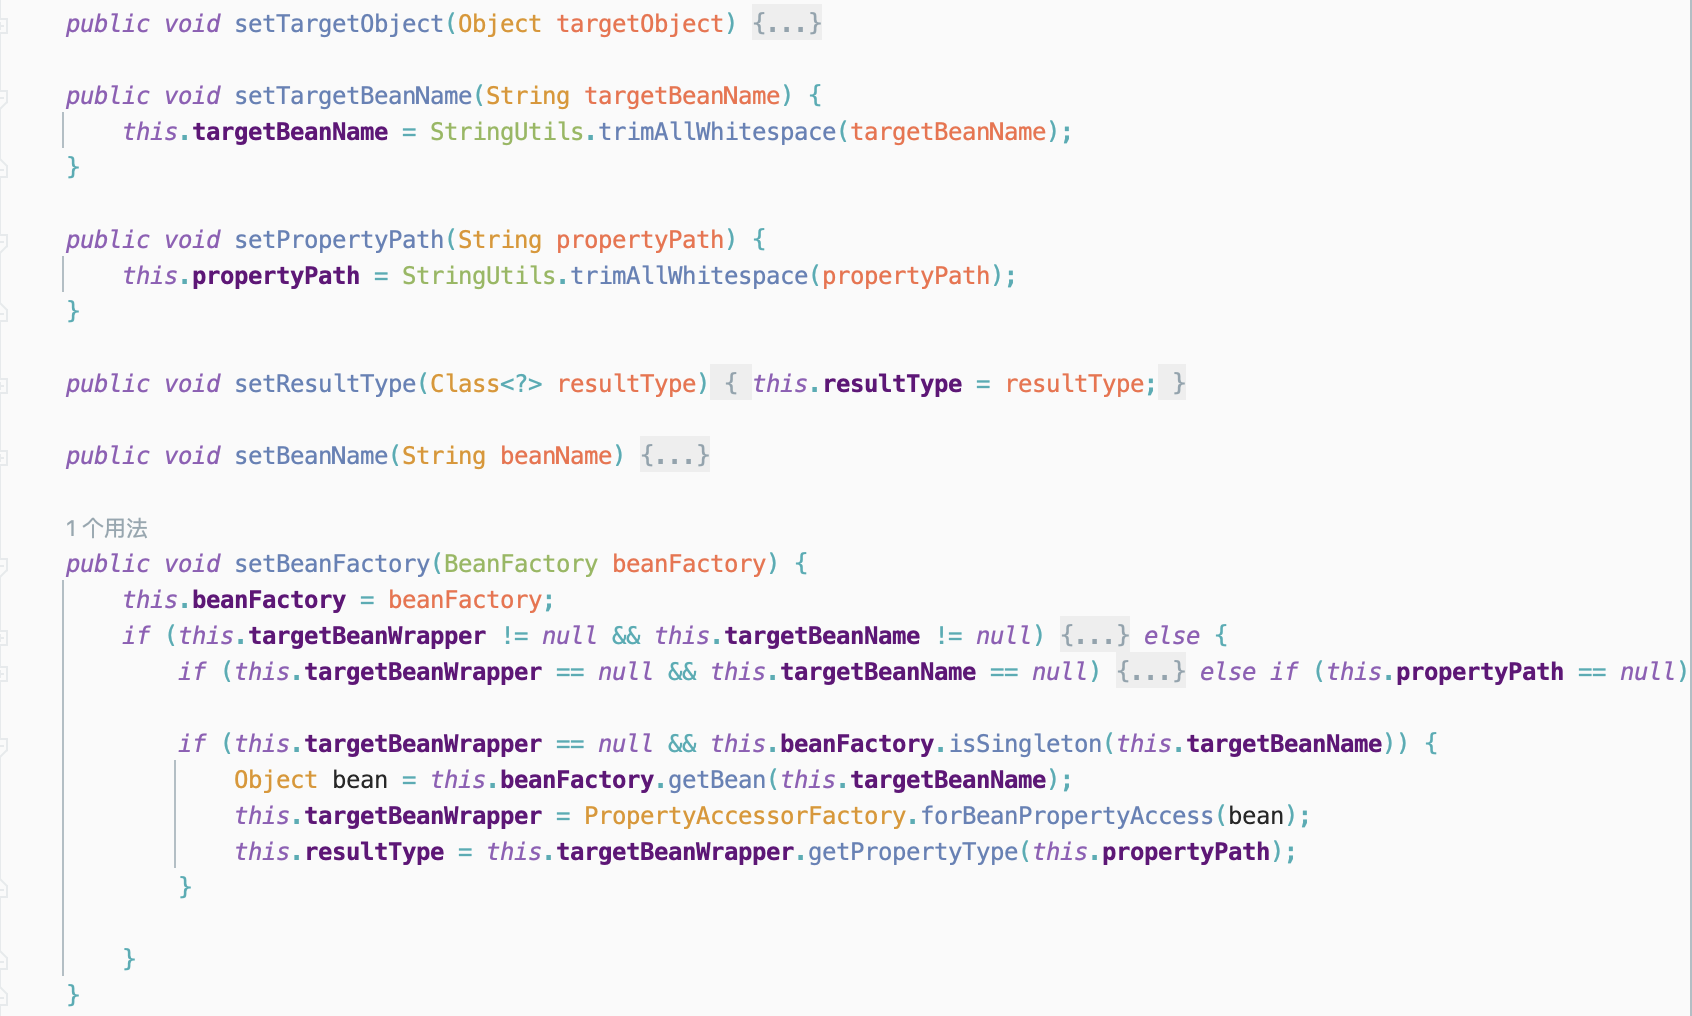 public void setTargetObject(Object targetObject) {...}
public void setTargetBeanName(String targetBeanName) {
this.targetBeanName = StringUtils.trimAllWhitespace(targetBeanName);
}
public void setPropertyPath(String propertyPath) {
this.propertyPath = StringUtils.trimAllWhitespace(propertyPath);
}
public void setResultType(Class<?> resultType) { this.resultType = resultType; }
public void setBeanName(String beanName) {...}
1 个用法
public void setBeanFactory(BeanFactory beanFactory) {
this.beanFactory = beanFactory;
if (this.targetBeanWrapper != null && this.targetBeanName != null) {...} else {
if (this.targetBeanWrapper == null && this.targetBeanName == null) {...} else if (this.propertyPath == null)
if (this.targetBeanWrapper == null && this.beanFactory.isSingleton(this.targetBeanName)) {
Object bean = this.beanFactory.getBean(this.targetBeanName);
this.targetBeanWrapper = PropertyAccessorFactory.forBeanPropertyAccess(bean);
this.resultType = this.targetBeanWrapper.getPropertyType(this.propertyPath);
}
}
}